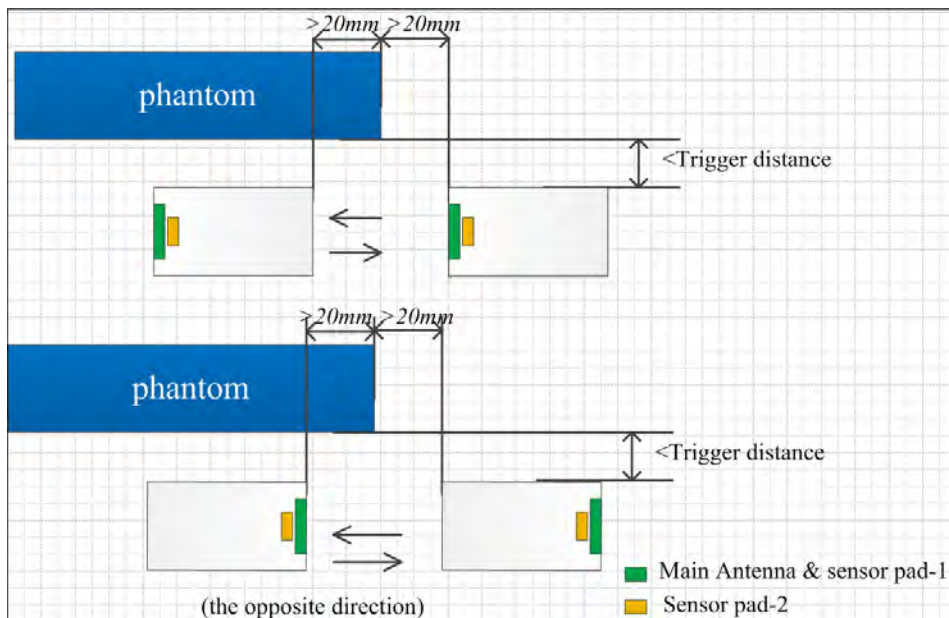 >20mm >20mm
phantom
<Trigger distance
>20mm >20mm
phantom
<Trigger distance
Main Antenna & sensor pad-1
(the opposite direction)
Sensor pad-2